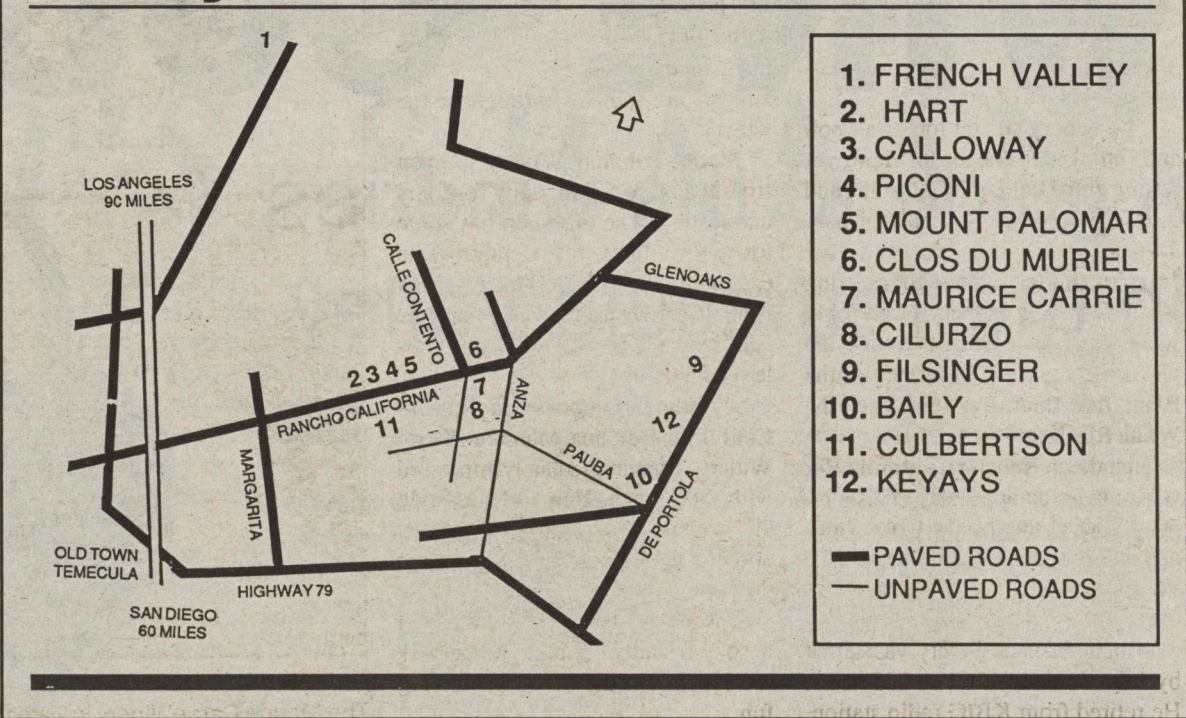 1
LOS ANGELES
90 MILES
CALLE CONTENTO
GLENOAKS
6
2 3 4 5
7
8
9
RANCHO CALIFORNIA
11
ANZA
12
MARGARITA
PAUBA
10
DE PORTOLA
OLD TOWN
TEMECULA
HIGHWAY 79
SAN DIEGO
60 MILES
1. FRENCH VALLEY
2. HART
3. CALLOWAY
4. PICONI
5. MOUNT PALOMAR
6. CLOS DU MURIEL
7. MAURICE CARRIE
8. CILURZO
9. FILSINGER
10. BAILY
11. CULBERTSON
12. KEYAYS
PAVED ROADS
UNPAVED ROADS